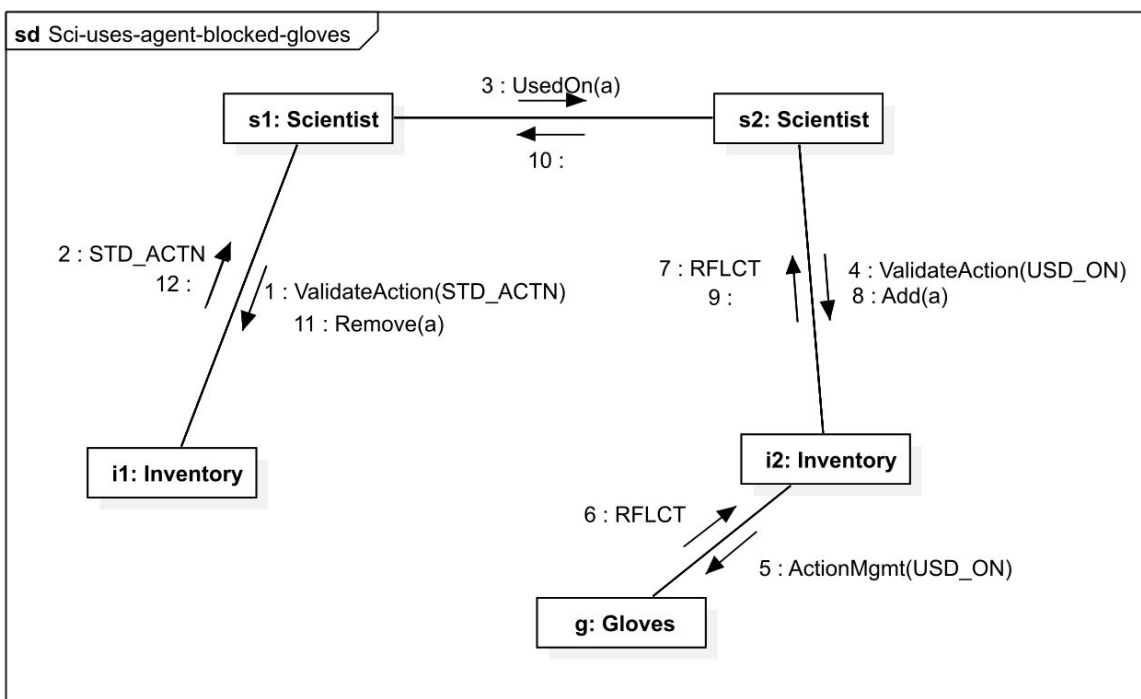 sd Sci-uses-agent-blocked-gloves
3 : UsedOn(a)
s1: Scientist
s2: Scientist
10 :
2 : STD_ACTN
12 :
1 : ValidateAction(STD_ACTN)
11 : Remove(a)
7 : RFLCT
9 :
4 : ValidateAction(USD_ON)
8 : Add(a)
i1: Inventory
i2: Inventory
6 : RFLCT
5 : ActionMgmt(USD_ON)
g: Gloves